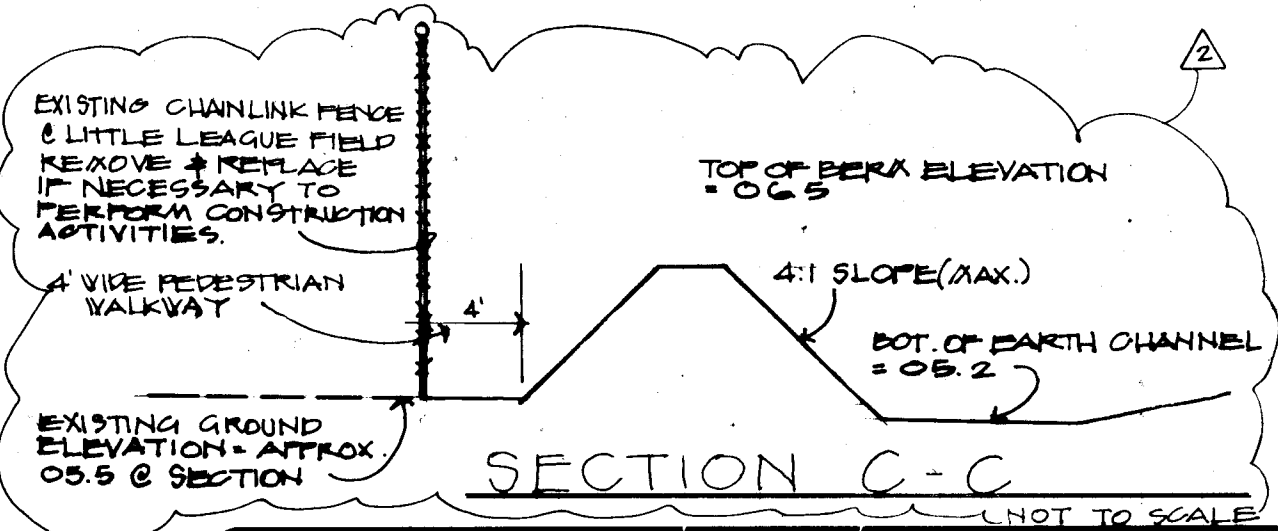 2
EXISTING CHAINLINK FENCE
@ LITTLE LEAGUE FIELD
REMOVE & REPLACE
IF NECESSARY TO
PERFORM CONSTRUCTION
ACTIVITIES.
4' WIDE PEDESTRIAN
WALKWAY
4'
TOP OF BERM ELEVATION
= 06.5
4:1 SLOPE (MAX.)
BOT. OF EARTH CHANNEL
= 05.2
EXISTING GROUND
ELEVATION = APPROX.
05.5 @ SECTION
SECTION C-C
NOT TO SCALE